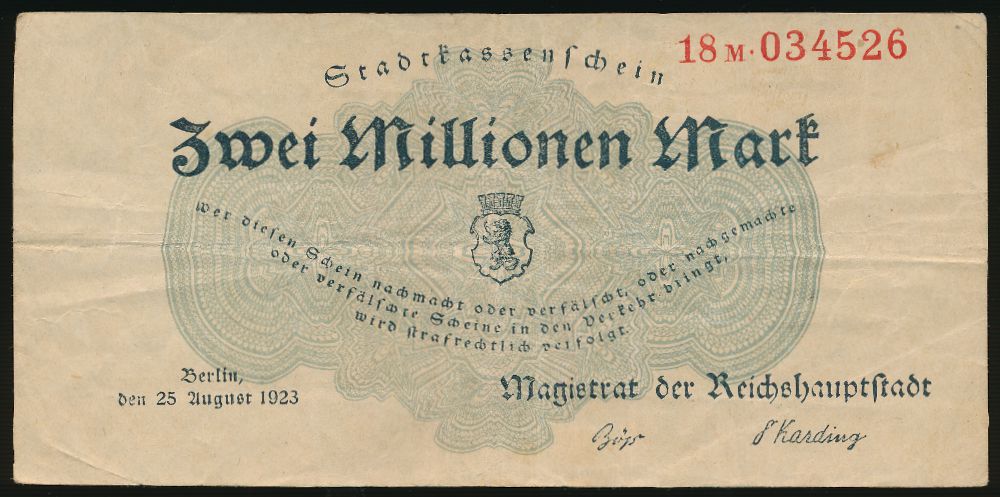 18 M · 034526
Stadtkassenschein
Zwei Millionen Mark
wer diesen Schein nachmacht oder verfälscht, oder nachgemachte
oder verfälschte Scheine in den Verkehr bringt,
wird strafrechtlich verfolgt.
Berlin,
den 25 August 1923
Magistrat der Reichshauptstadt
Böß
Karding